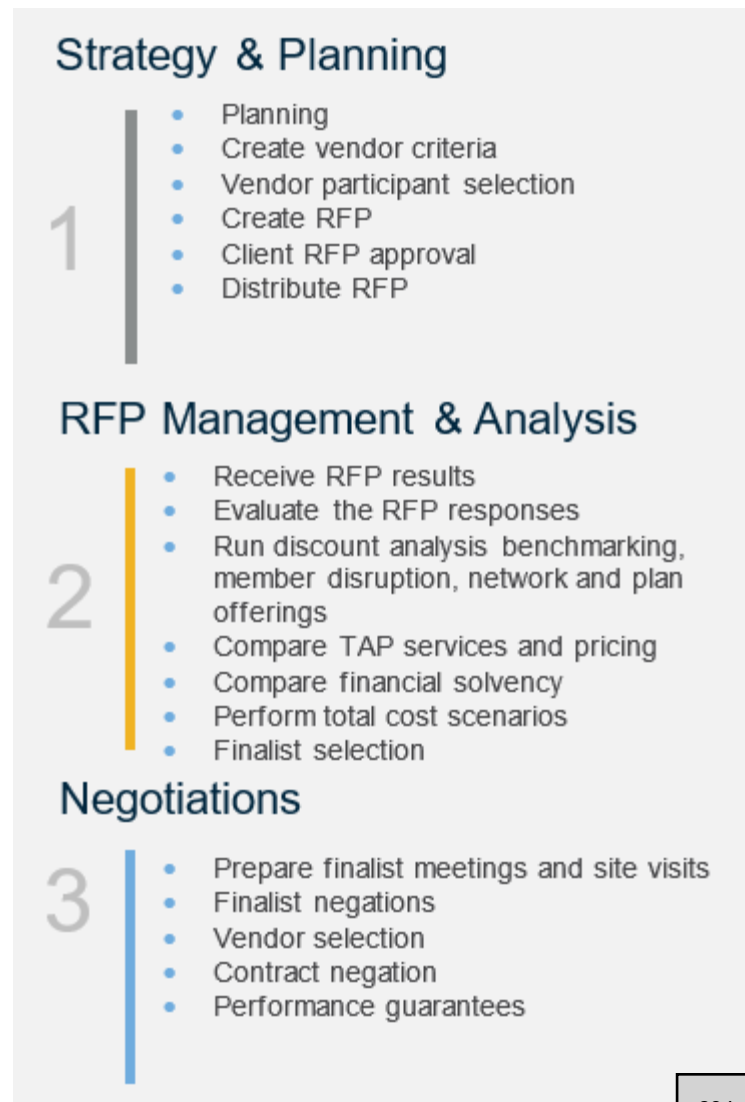 Strategy & Planning
1
• Planning
• Create vendor criteria
• Vendor participant selection
• Create RFP
• Client RFP approval
• Distribute RFP
RFP Management & Analysis
2
• Receive RFP results
• Evaluate the RFP responses
• Run discount analysis benchmarking,
member disruption, network and plan
offerings
• Compare TAP services and pricing
• Compare financial solvency
• Perform total cost scenarios
• Finalist selection
Negotiations
3
• Prepare finalist meetings and site visits
• Finalist negations
• Vendor selection
• Contract negation
• Performance guarantees